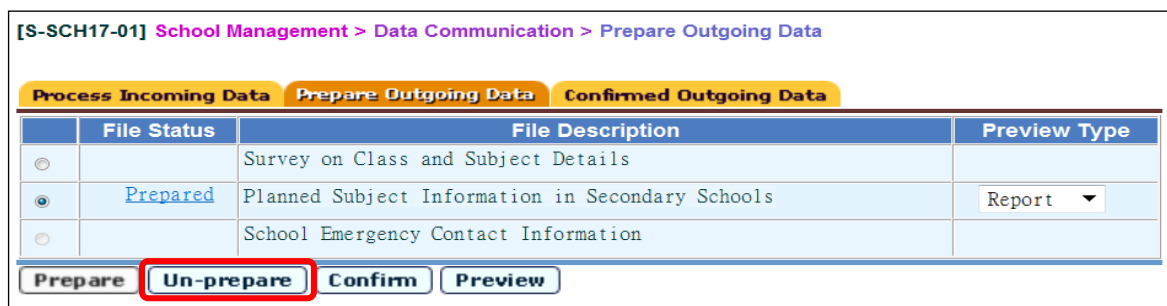 [S-SCH17-01] School Management > Data Communication > Prepare Outgoing Data
Process Incoming Data Prepare Outgoing Data Confirmed Outgoing Data
File Status File Description Preview Type
Survey on Class and Subject Details
Prepared Planned Subject Information in Secondary Schools Report
School Emergency Contact Information
Prepare Un-prepare Confirm Preview